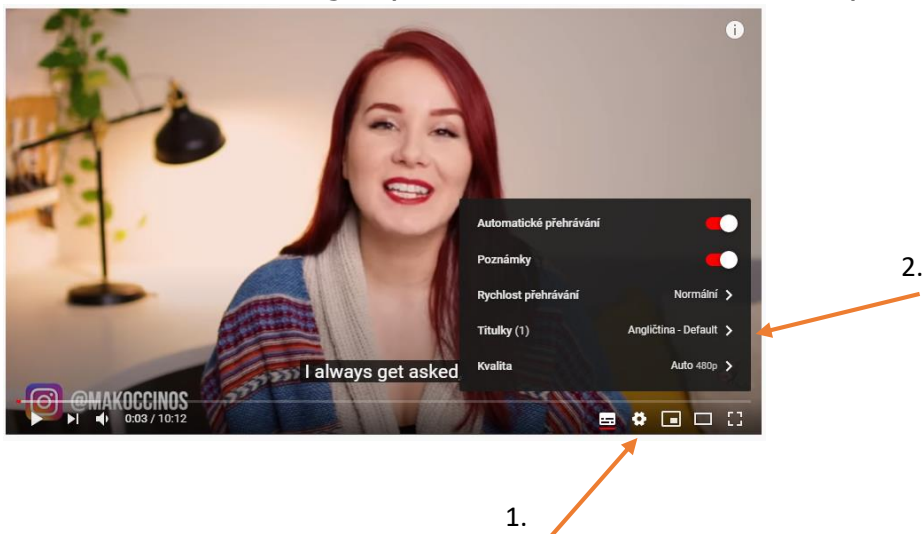 Automatické přehrávání
Poznámky
Rychlost přehrávání Normální
Titulky (1) Angličtina - Default
Kvalita Auto 480p
2.
I always get asked
@MAKOCCINOS
0:03 / 10:12
1.